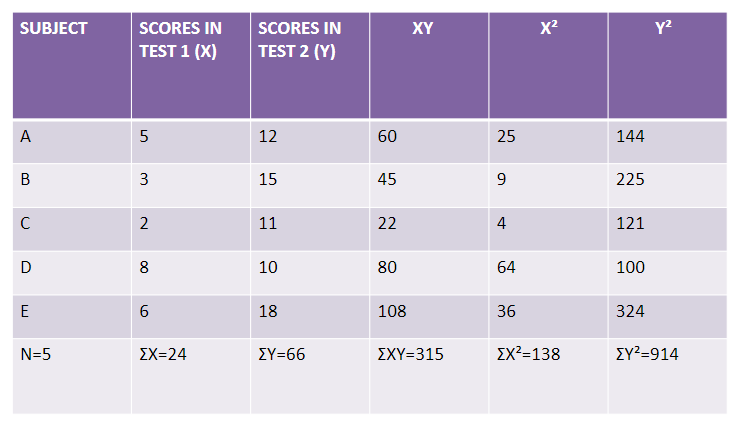 SUBJECT SCORES IN TEST 1 (X) SCORES IN TEST 2 (Y) XY X² Y²
A 5 12 60 25 144
B 3 15 45 9 225
C 2 11 22 4 121
D 8 10 80 64 100
E 6 18 108 36 324
N=5 ΣX=24 ΣY=66 ΣXY=315 ΣX²=138 ΣY²=914